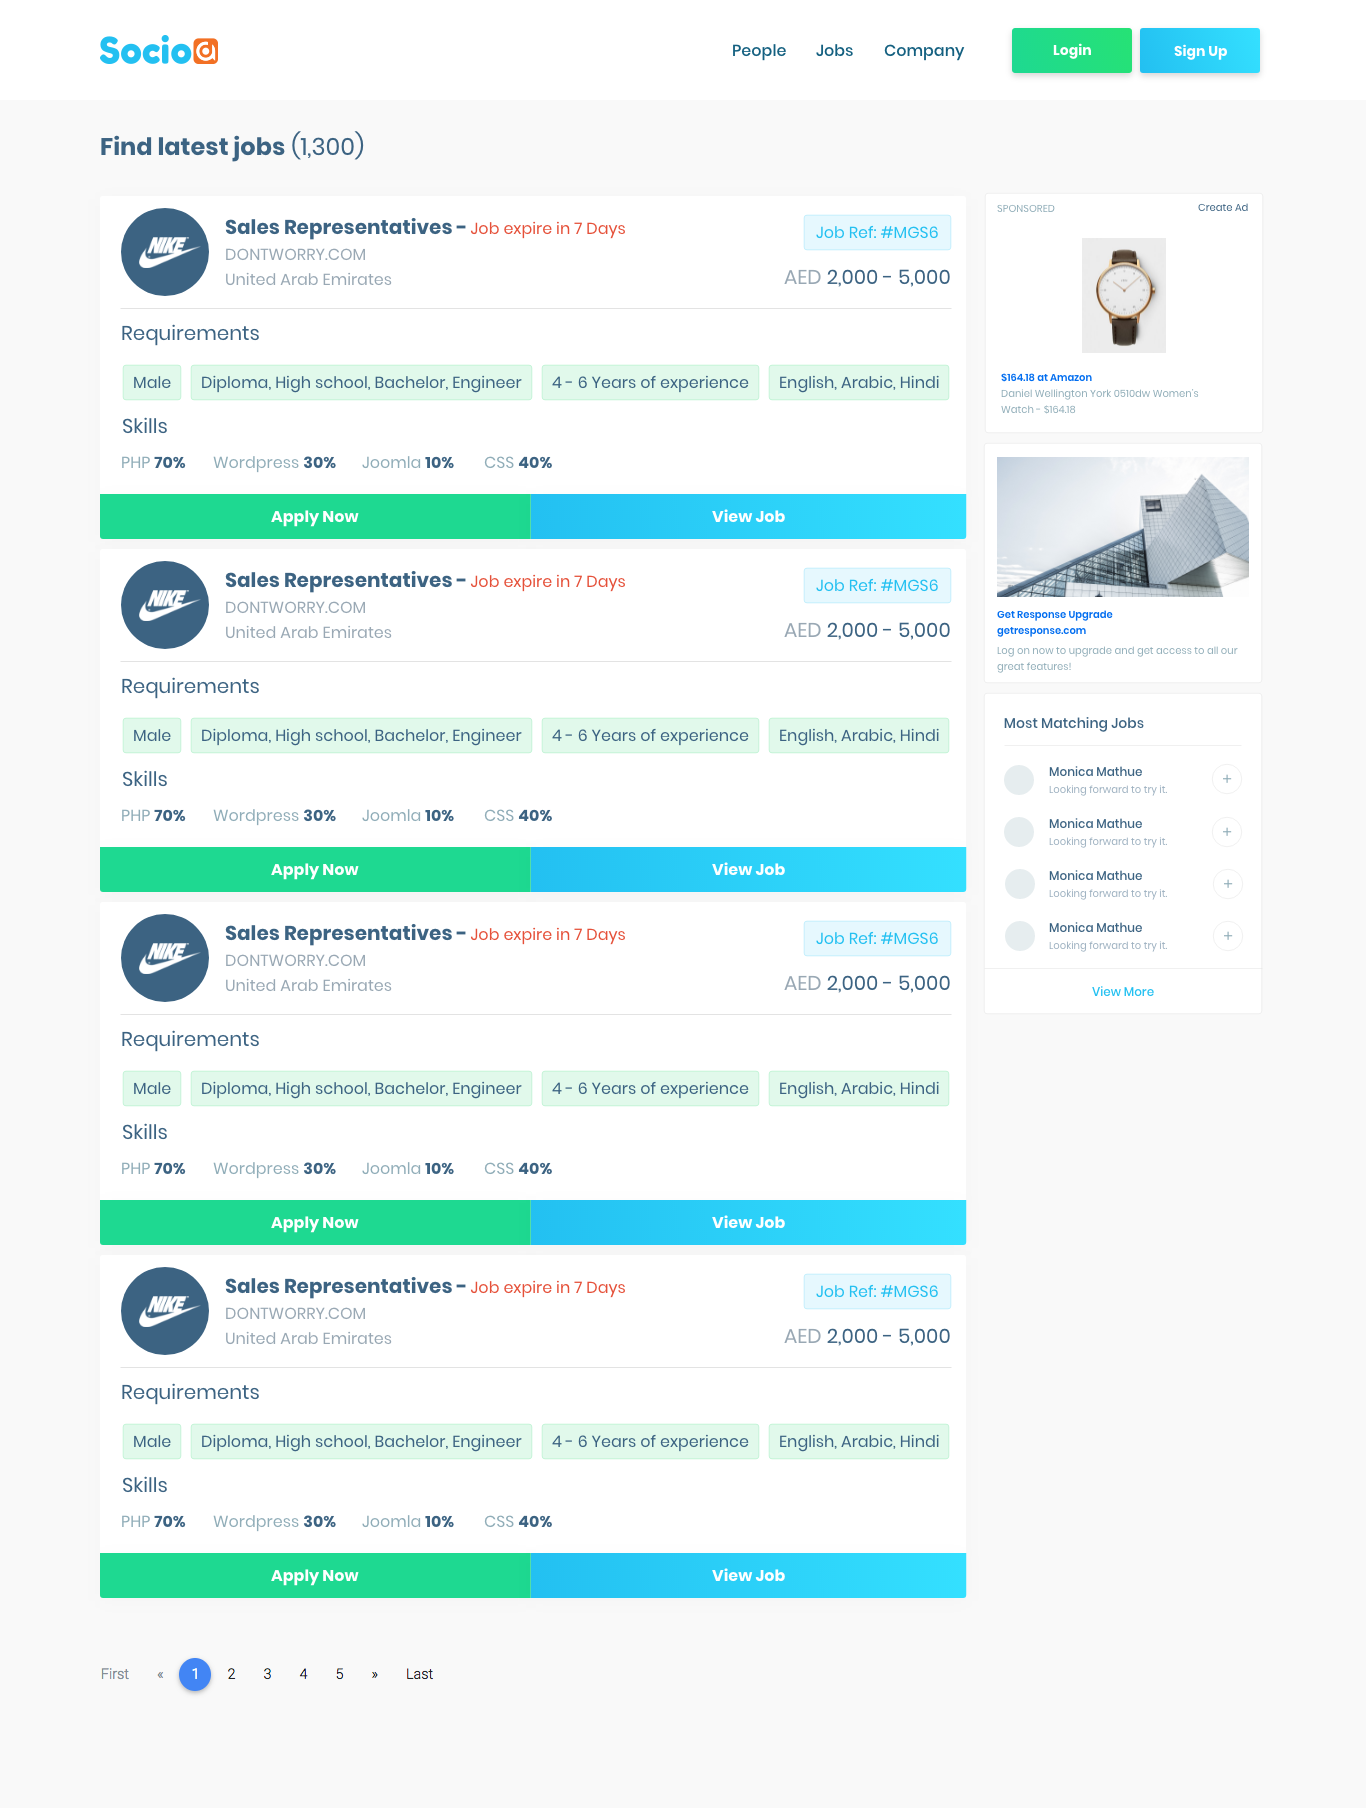 Socio@
People Jobs Company Login Sign Up
Find latest jobs (1,300)
NIKE
Sales Representatives - Job expire in 7 Days
DONTWORRY.COM
United Arab Emirates
Job Ref: #MGS6
AED 2,000 - 5,000
Requirements
Male Diploma, High school, Bachelor, Engineer 4 - 6 Years of experience English, Arabic, Hindi
Skills
PHP 70% Wordpress 30% Joomla 10% CSS 40%
Apply Now View Job
NIKE
Sales Representatives - Job expire in 7 Days
DONTWORRY.COM
United Arab Emirates
Job Ref: #MGS6
AED 2,000 - 5,000
Requirements
Male Diploma, High school, Bachelor, Engineer 4 - 6 Years of experience English, Arabic, Hindi
Skills
PHP 70% Wordpress 30% Joomla 10% CSS 40%
Apply Now View Job
NIKE
Sales Representatives - Job expire in 7 Days
DONTWORRY.COM
United Arab Emirates
Job Ref: #MGS6
AED 2,000 - 5,000
Requirements
Male Diploma, High school, Bachelor, Engineer 4 - 6 Years of experience English, Arabic, Hindi
Skills
PHP 70% Wordpress 30% Joomla 10% CSS 40%
Apply Now View Job
NIKE
Sales Representatives - Job expire in 7 Days
DONTWORRY.COM
United Arab Emirates
Job Ref: #MGS6
AED 2,000 - 5,000
Requirements
Male Diploma, High school, Bachelor, Engineer 4 - 6 Years of experience English, Arabic, Hindi
Skills
PHP 70% Wordpress 30% Joomla 10% CSS 40%
Apply Now View Job
SPONSORED Create Ad
$164.18 at Amazon
Daniel Wellington York 0510dw Women's
Watch - $164.18
Get Response Upgrade
getresponse.com
Log on now to upgrade and get access to all our
great features!
Most Matching Jobs
Monica Mathue
Looking forward to try it.
+
Monica Mathue
Looking forward to try it.
+
Monica Mathue
Looking forward to try it.
+
Monica Mathue
Looking forward to try it.
+
View More
First « 1 2 3 4 5 » Last